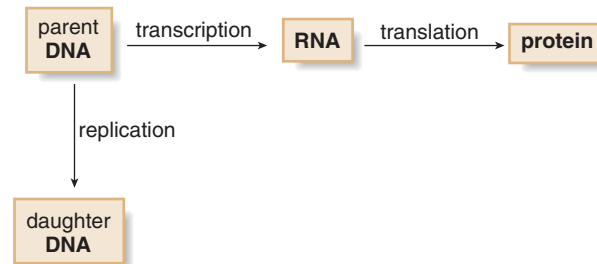 parent
DNA
transcription
RNA
translation
protein
replication
daughter
DNA